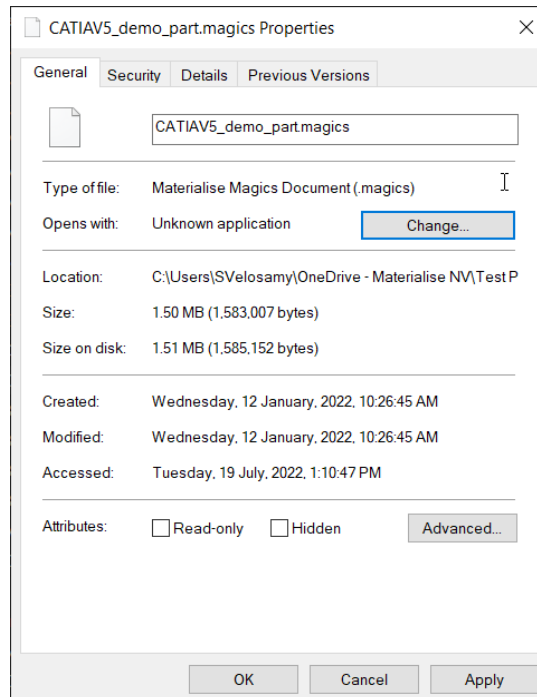 CATIAV5_demo_part.magics Properties
General Security Details Previous Versions
CATIAV5_demo_part.magics
Type of file: Materialise Magics Document (.magics)
Opens with: Unknown application Change...
Location: C:\Users\SVelosamy\OneDrive - Materialise NV\Test P
Size: 1.50 MB (1,583,007 bytes)
Size on disk: 1.51 MB (1,585,152 bytes)
Created: Wednesday, 12 January, 2022, 10:26:45 AM
Modified: Wednesday, 12 January, 2022, 10:26:45 AM
Accessed: Tuesday, 19 July, 2022, 1:10:47 PM
Attributes: Read-only Hidden Advanced...
OK Cancel Apply